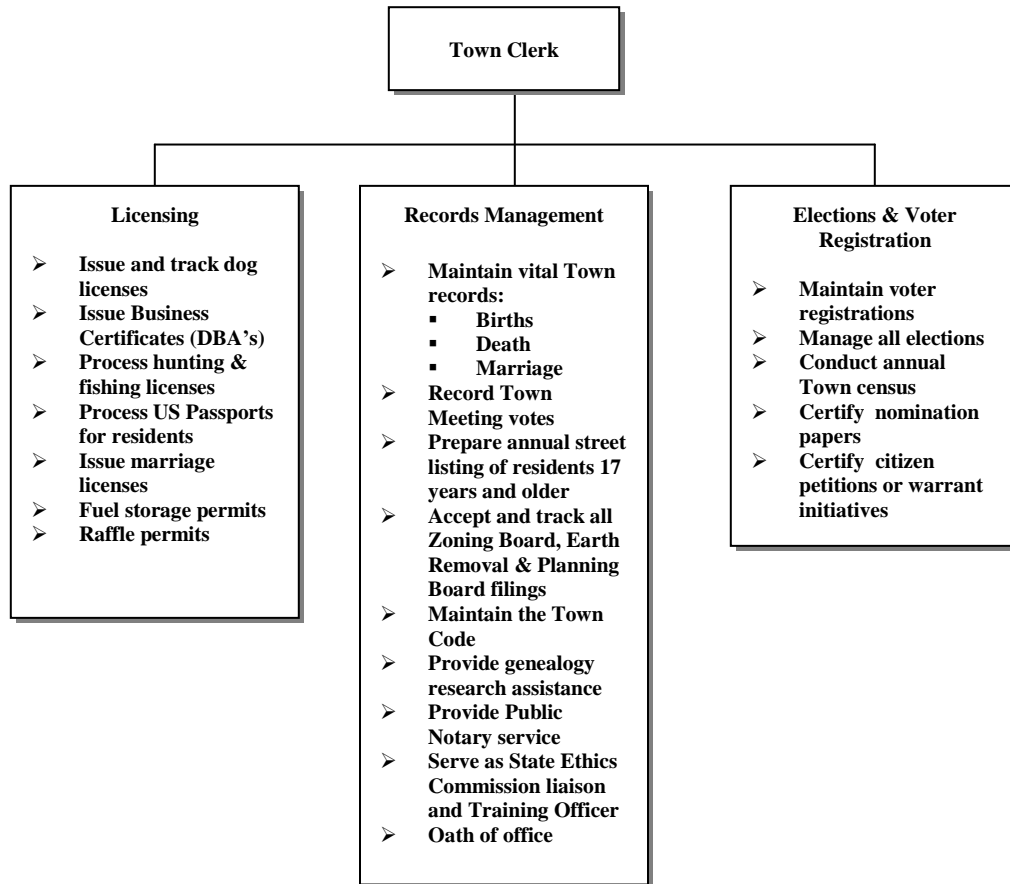 Town Clerk
Licensing
➢ Issue and track dog
licenses
➢ Issue Business
Certificates (DBA's)
➢ Process hunting &
fishing licenses
➢ Process US Passports
for residents
➢ Issue marriage
licenses
➢ Fuel storage permits
➢ Raffle permits
Records Management
➢ Maintain vital Town
records:
▪ Births
▪ Death
▪ Marriage
➢ Record Town
Meeting votes
➢ Prepare annual street
listing of residents 17
years and older
➢ Accept and track all
Zoning Board, Earth
Removal & Planning
Board filings
➢ Maintain the Town
Code
➢ Provide genealogy
research assistance
➢ Provide Public
Notary service
➢ Serve as State Ethics
Commission liaison
and Training Officer
➢ Oath of office
Elections & Voter
Registration
➢ Maintain voter
registrations
➢ Manage all elections
➢ Conduct annual
Town census
➢ Certify nomination
papers
➢ Certify citizen
petitions or warrant
initiatives